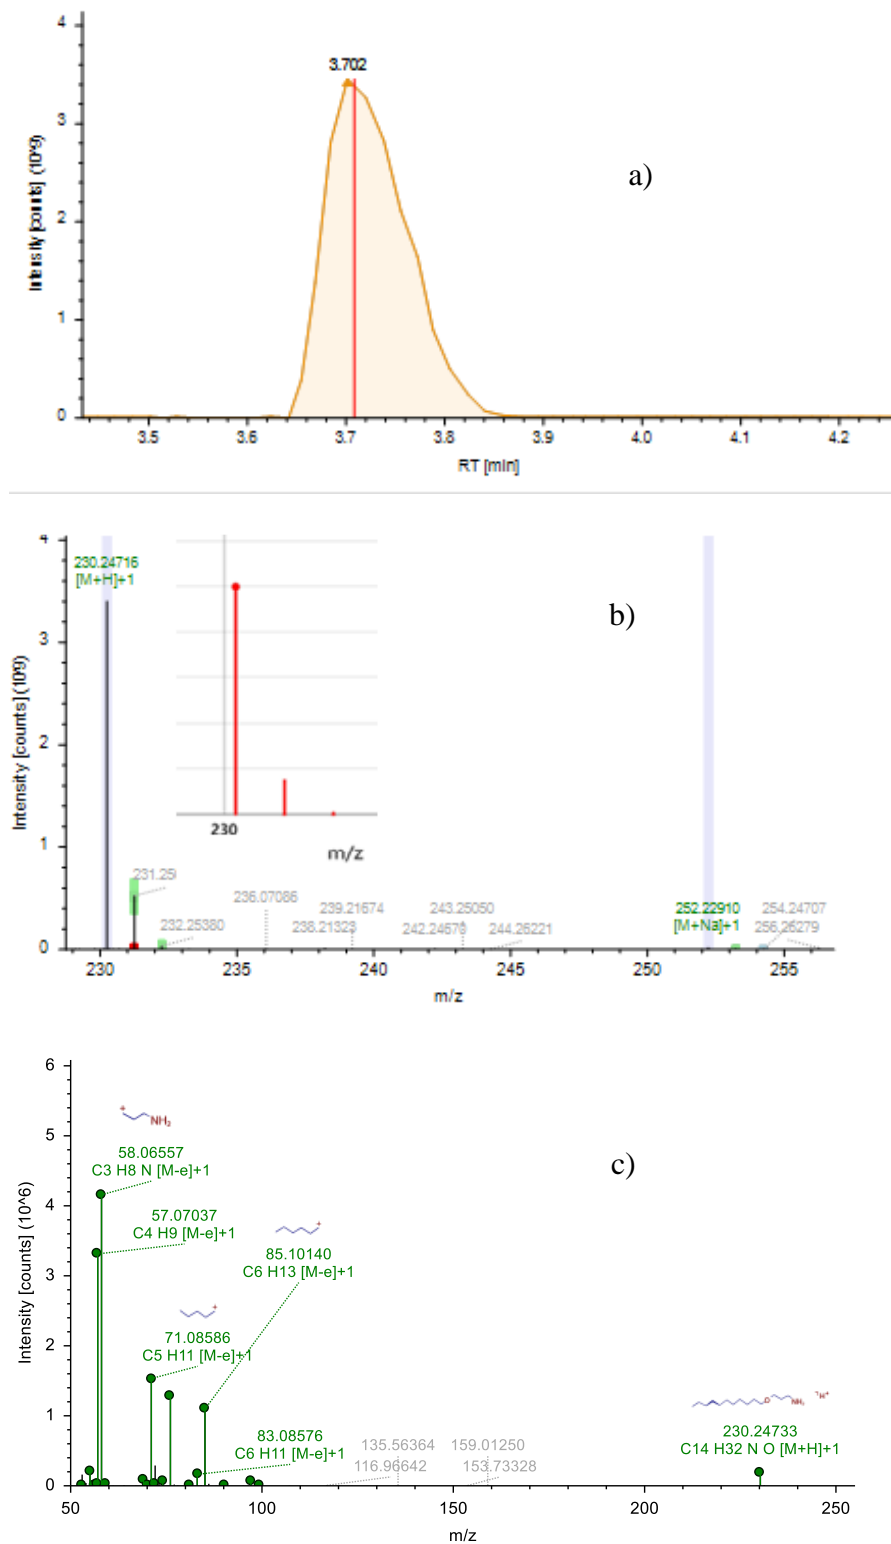 4
3.702
3
a)
2
1
0
3.5 3.6 3.7 3.8 3.9 4.0 4.1 4.2
RT [min]
Intensity [counts] (10^9)
4
230.24716
[M+H]+1
b)
3
2
1
0
230
m/z
231.25
232.25380
236.07086
239.21674
238.21323
243.25050
242.24678
244.26221
252.22910
[M+Na]+1
254.24707
256.26279
230 235 240 245 250 255
m/z
Intensity [counts] (10^9)
6
NH2
5
58.06557
C3 H8 N [M-e]+1
c)
4
57.07037
C4 H9 [M-e]+1
85.10140
C6 H13 [M-e]+1
3
71.08586
C5 H11 [M-e]+1
2
O NH2 H+
230.24733
C14 H32 N O [M+H]+1
1
83.08576
C6 H11 [M-e]+1
135.56364
116.96642
159.01250
153.73328
0
50 100 150 200 250
m/z
Intensity [counts] (10^6)